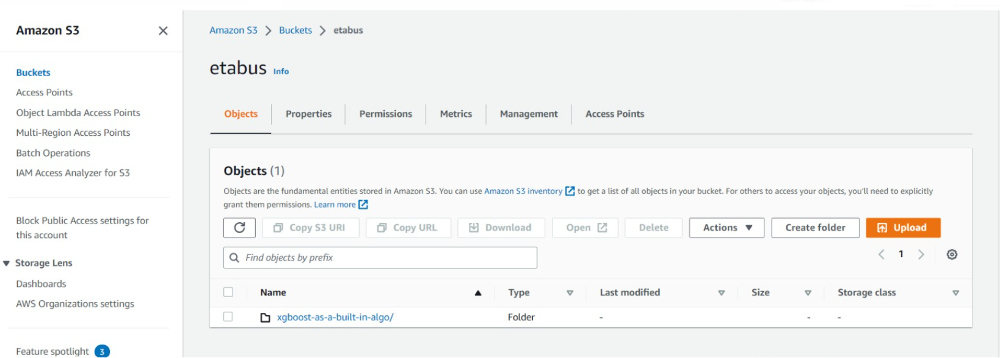 Amazon S3
Buckets
Access Points
Object Lambda Access Points
Multi-Region Access Points
Batch Operations
IAM Access Analyzer for S3
Block Public Access settings for
this account
Storage Lens
Dashboards
AWS Organizations settings
Feature spotlight 3
Amazon S3 > Buckets > etabus
etabus Info
Objects Properties Permissions Metrics Management Access Points
Objects (1)
Objects are the fundamental entities stored in Amazon S3. You can use Amazon S3 inventory to get a list of all objects in your bucket. For others to access your objects, you'll need to explicitly
grant them permissions. Learn more
Copy S3 URI Copy URL Download Open Delete Actions Create folder Upload
Find objects by prefix
1
Name Type Last modified Size Storage class
xgboost-as-a-built-in-algo/ Folder - - -